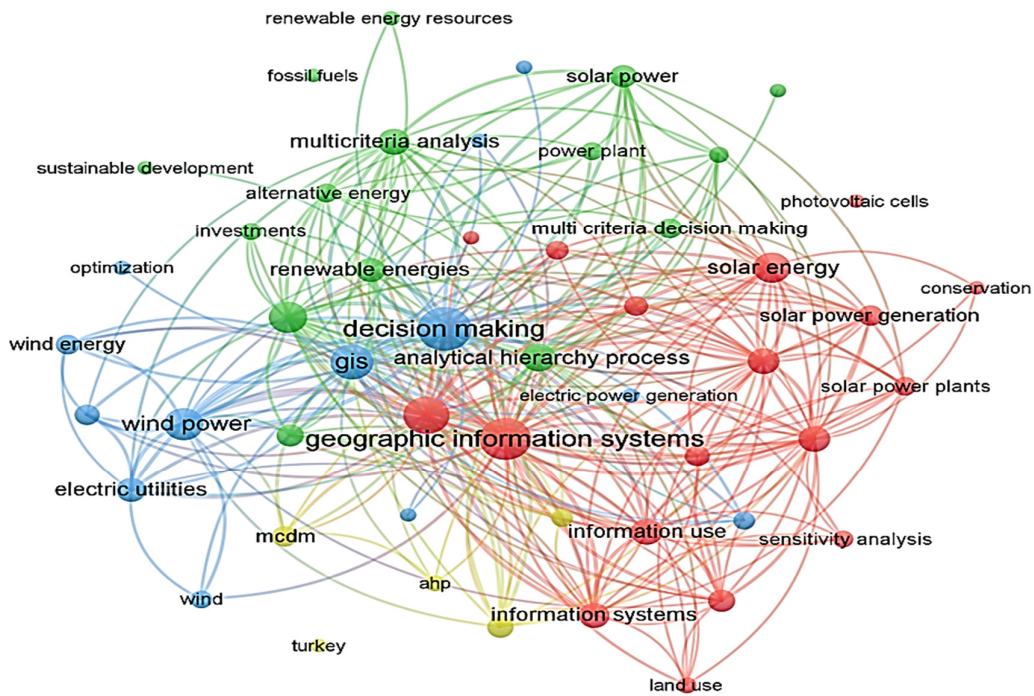 renewable energy resources
fossil fuels
solar power
multicriteria analysis
power plant
sustainable development
alternative energy
photovoltaic cells
investments
multi criteria decision making
optimization
renewable energies
solar energy
conservation
solar power generation
decision making
wind energy
gis
analytical hierarchy process
solar power plants
electric power generation
wind power
geographic information systems
electric utilities
mcdm
information use
sensitivity analysis
ahp
wind
information systems
turkey
land use